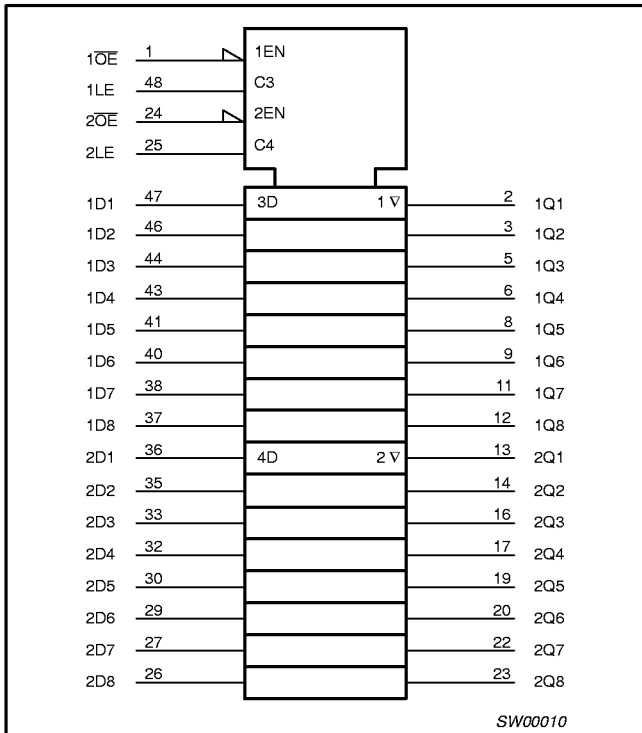 1O̅E̅ 1 1EN
1LE 48 C3
2O̅E̅ 24 2EN
2LE 25 C4
1D1 47 3D 1 ∇ 2 1Q1
1D2 46 3 1Q2
1D3 44 5 1Q3
1D4 43 6 1Q4
1D5 41 8 1Q5
1D6 40 9 1Q6
1D7 38 11 1Q7
1D8 37 12 1Q8
2D1 36 4D 2 ∇ 13 2Q1
2D2 35 14 2Q2
2D3 33 16 2Q3
2D4 32 17 2Q4
2D5 30 19 2Q5
2D6 29 20 2Q6
2D7 27 22 2Q7
2D8 26 23 2Q8
SW00010